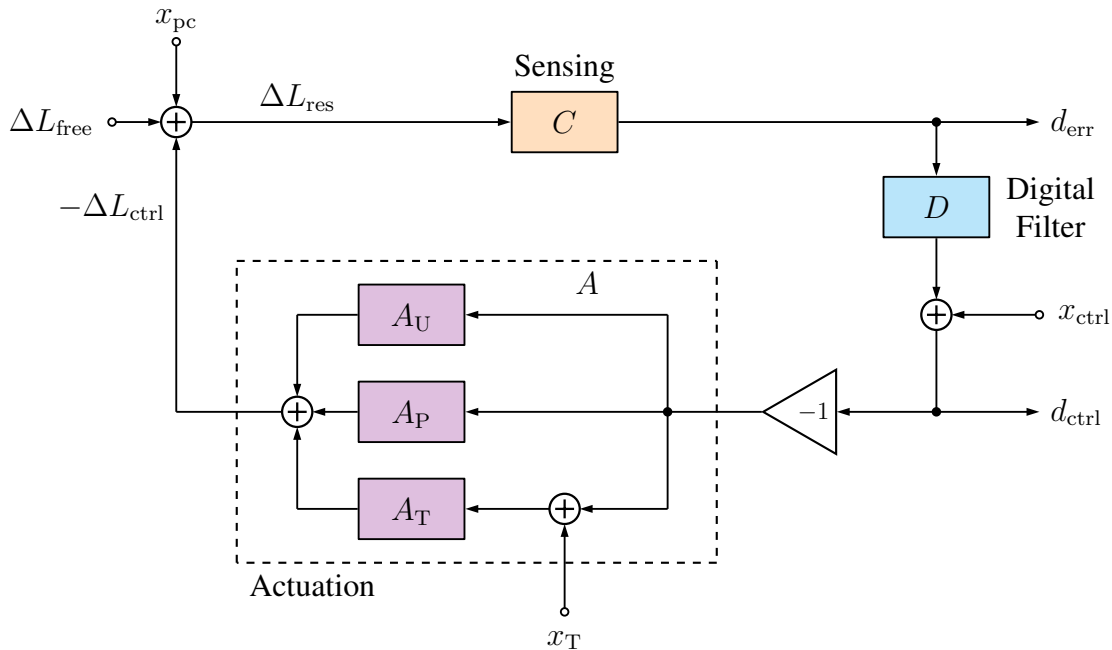 x_pc
Sensing
ΔL_free
ΔL_res
C
d_err
−ΔL_ctrl
D
Digital
Filter
A
A_U
x_ctrl
A_P
−1
d_ctrl
A_T
Actuation
x_T